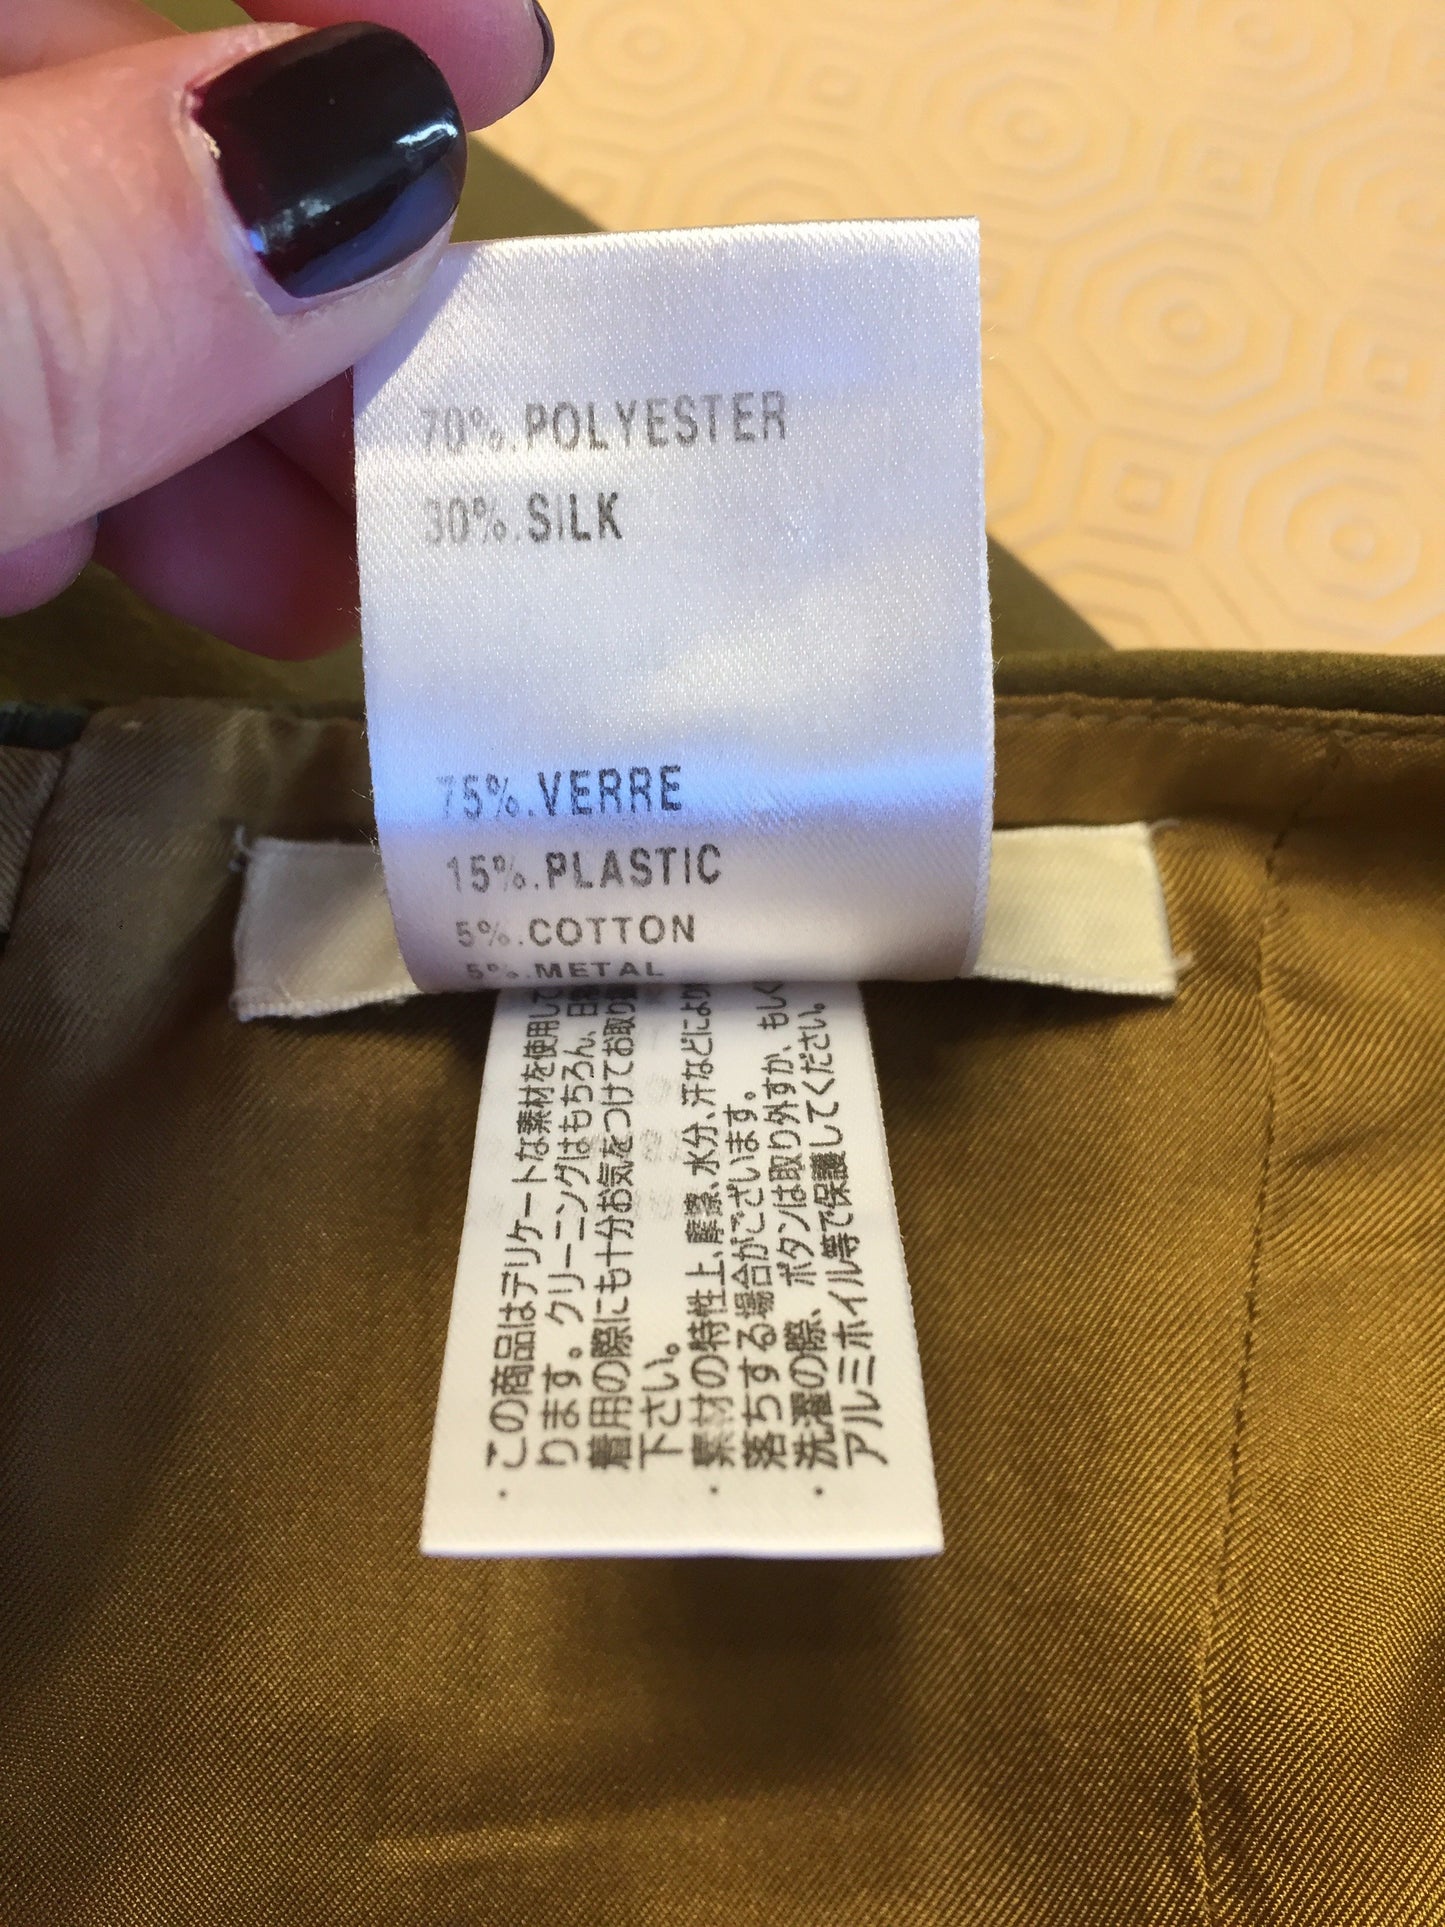 70%.POLYESTER
30%.SILK
75%.VERRE
15%.PLASTIC
5%.COTTON
5%.METAL
・この商品はデリケートな素材を使用して
ります。クリーニングはもちろん、日
着用の際にも十分お気をつけてお取り
下さい。
・素材の特性上、摩擦、水分、汗などにより
落ちする場合がございます。
・洗濯の際、ボタンは取り外すか、もしく
アルミホイル等で保護してください。